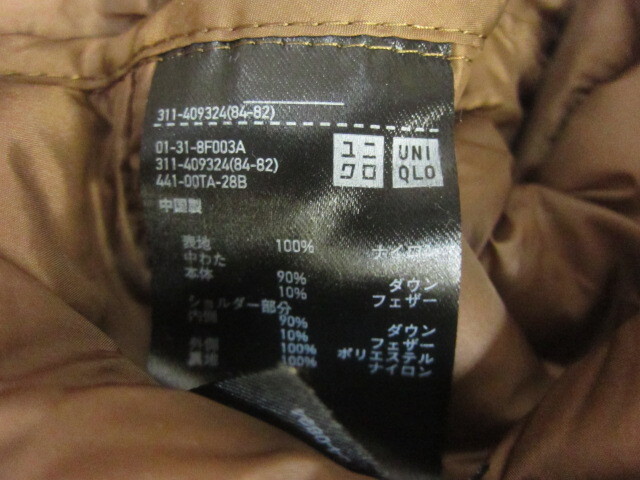 311-409324(84-82)
01-31-8F003A
311-409324(84-82)
441-00TA-28B
ユニ
クロ
UNI
QLO
中国製
表地 100% ナイロン
中わた
本体 90% ダウン
10% フェザー
ショルダー部分
内側 90% ダウン
10% フェザー
外側 100% ポリエステル
裏地 100% ナイロン